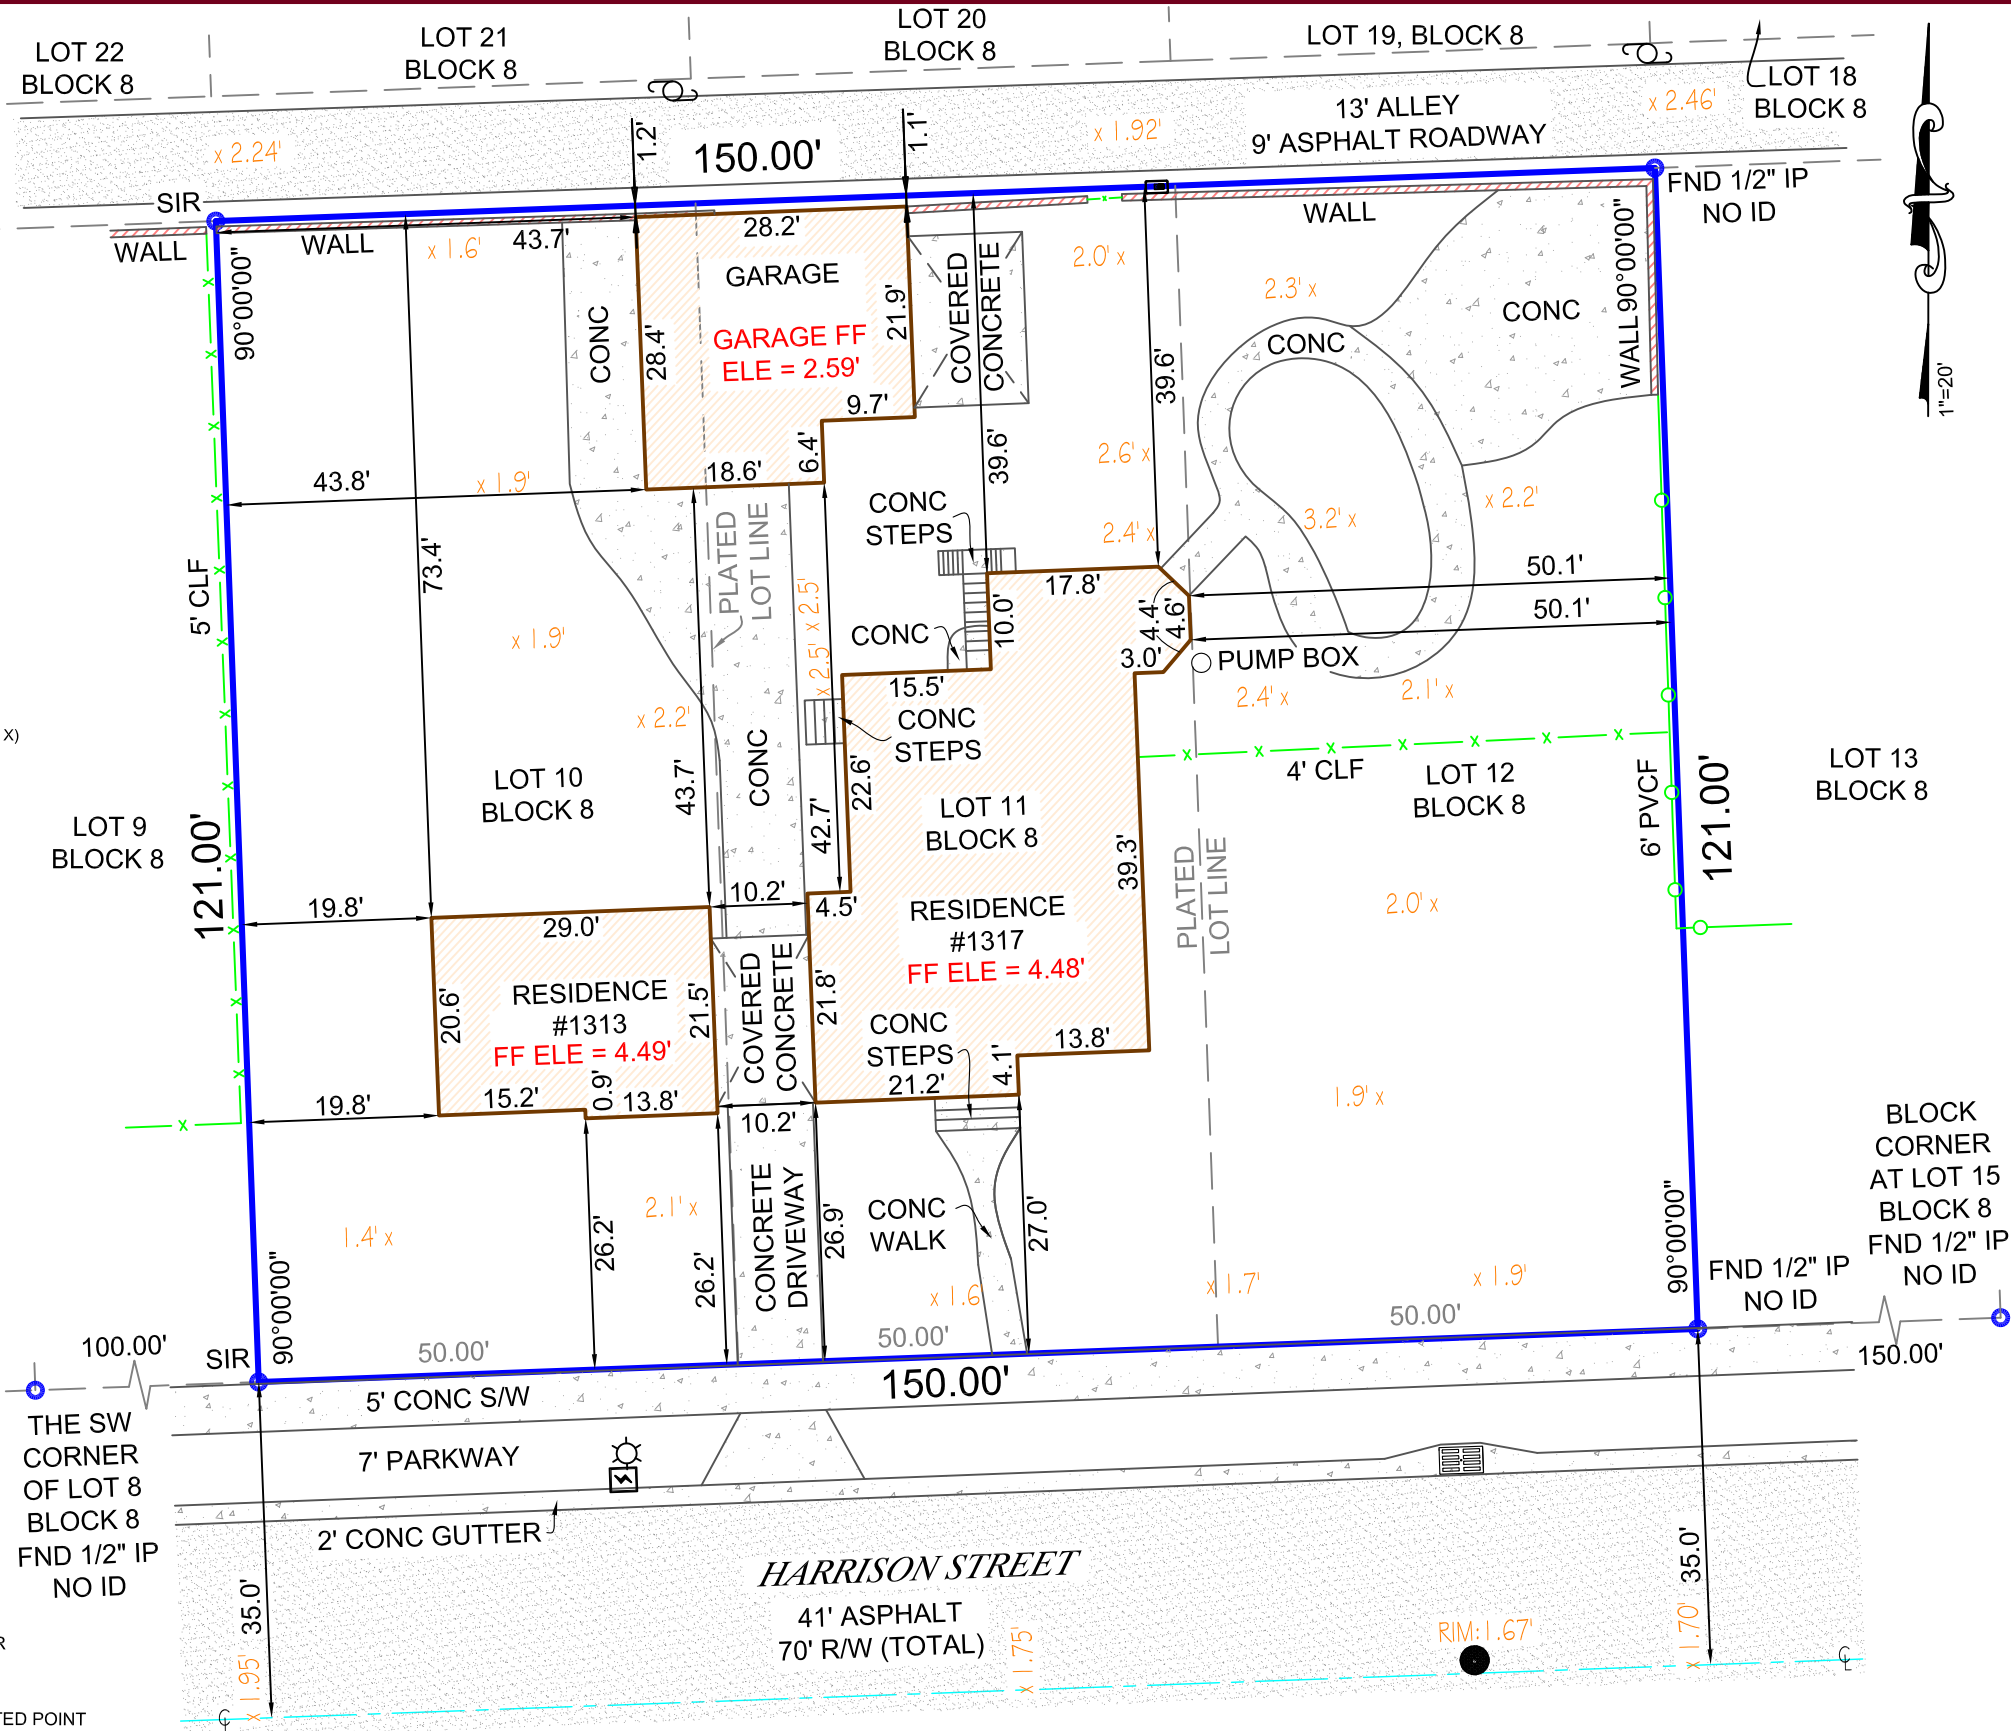 LOT 22
BLOCK 8
LOT 21
BLOCK 8
LOT 20
BLOCK 8
LOT 19, BLOCK 8
LOT 18
BLOCK 8
13' ALLEY
9' ASPHALT ROADWAY
x 2.24'
x 1.92'
x 2.46'
1.2'
150.00'
1.1'
SIR
FND 1/2" IP
NO ID
WALL
WALL
43.7'
28.2'
WALL
x 1.6'
90°00'00"
CONC
GARAGE
GARAGE FF
ELE = 2.59'
28.4'
21.9'
9.7'
6.4'
18.6'
COVERED
CONCRETE
2.0' x
2.3' x
CONC
CONC
WALL
90°00'00"
1"=20'
39.6'
39.6'
2.6' x
2.4' x
3.2' x
x 2.2'
43.8'
x 1.9'
73.4'
5' CLF
PLATED
LOT LINE
CONC
STEPS
17.8'
10.0'
4.4'
4.6'
3.0'
50.1'
50.1'
PUMP BOX
x 1.9'
x 2.5'
x 2.5'
CONC
15.5'
CONC
STEPS
2.4' x
2.1' x
x 2.2'
X)
LOT 10
BLOCK 8
43.7'
CONC
42.7'
22.6'
LOT 11
BLOCK 8
4' CLF
LOT 12
BLOCK 8
6' PVCF
121.00'
LOT 13
BLOCK 8
LOT 9
BLOCK 8
121.00'
39.3'
PLATED
LOT LINE
19.8'
29.0'
10.2'
4.5'
RESIDENCE
#1317
FF ELE = 4.48'
2.0' x
RESIDENCE
#1313
FF ELE = 4.49'
20.6'
21.5'
COVERED
CONCRETE
21.8'
CONC
STEPS
13.8'
4.1'
21.2'
19.8'
15.2'
0.9'
13.8'
10.2'
1.9' x
BLOCK
CORNER
AT LOT 15
BLOCK 8
FND 1/2" IP
NO ID
1.4' x
2.1' x
26.2'
26.2'
CONCRETE
DRIVEWAY
26.9'
CONC
WALK
27.0'
x 1.6
x 1.7'
x 1.9'
90°00'00"
90°00'00"
FND 1/2" IP
NO ID
100.00'
SIR
50.00'
50.00'
50.00'
150.00'
150.00'
5' CONC S/W
7' PARKWAY
2' CONC GUTTER
THE SW
CORNER
OF LOT 8
BLOCK 8
FND 1/2" IP
NO ID
HARRISON STREET
41' ASPHALT
70' R/W (TOTAL)
35.0'
35.0'
x 1.95'
x 1.75'
RIM:1.67'
x 1.70'
R
TED POINT